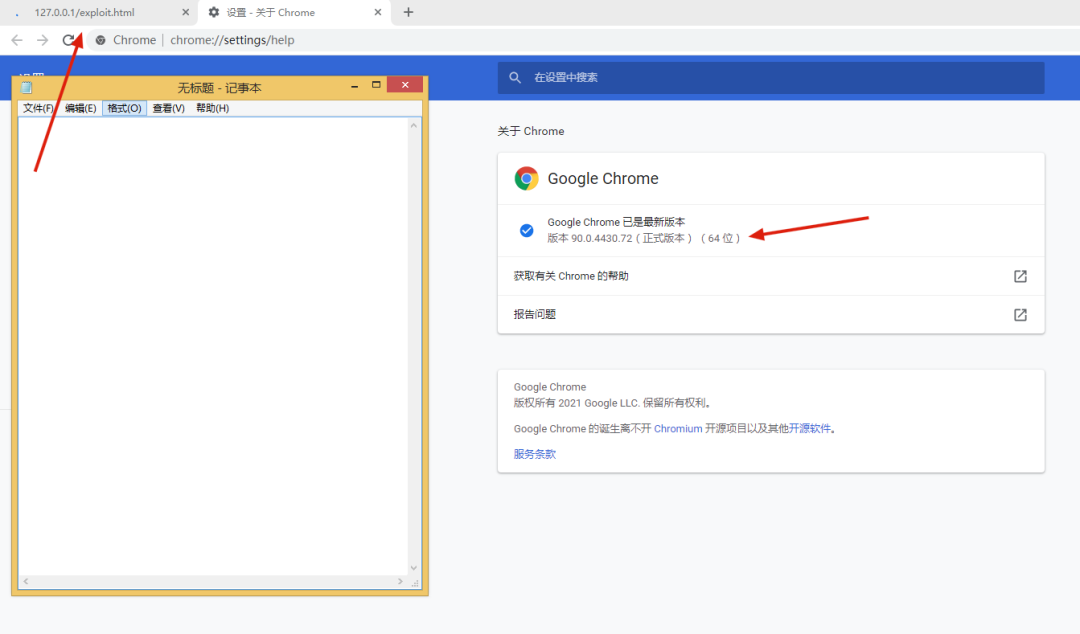 127.0.0.1/exploit.html
设置 - 关于 Chrome
Chrome | chrome://settings/help
设置
在设置中搜索
无标题 - 记事本
文件(F) 编辑(E) 格式(O) 查看(V) 帮助(H)
关于 Chrome
Google Chrome
Google Chrome 已是最新版本
版本 90.0.4430.72（正式版本）（64 位）
获取有关 Chrome 的帮助
报告问题
Google Chrome
版权所有 2021 Google LLC. 保留所有权利。
Google Chrome 的诞生离不开 Chromium 开源项目以及其他开源软件。
服务条款